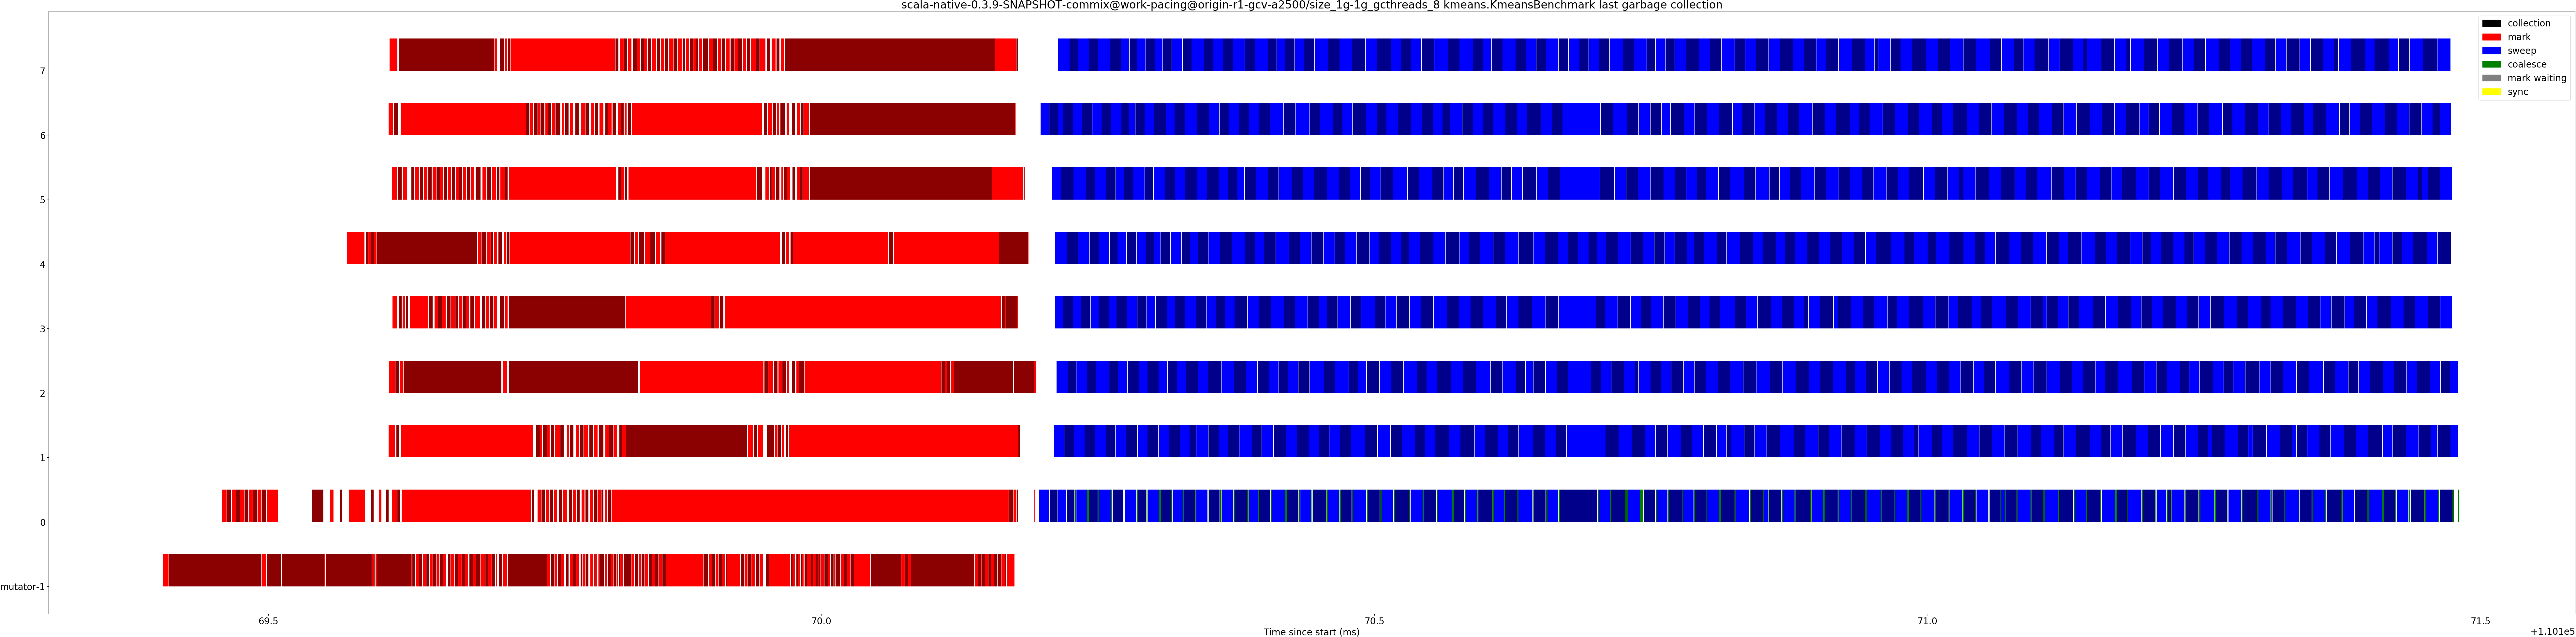 scala-native-0.3.9-SNAPSHOT-commix@work-pacing@origin-r1-gcv-a2500/size_1g-1g_gcthreads_8 kmeans.KmeansBenchmark last garbage collection
collection
mark
sweep
coalesce
mark waiting
sync
7
6
5
4
3
2
1
0
mutator-1
69.5
70.0
70.5
71.0
71.5
Time since start (ms)
+1.101e5